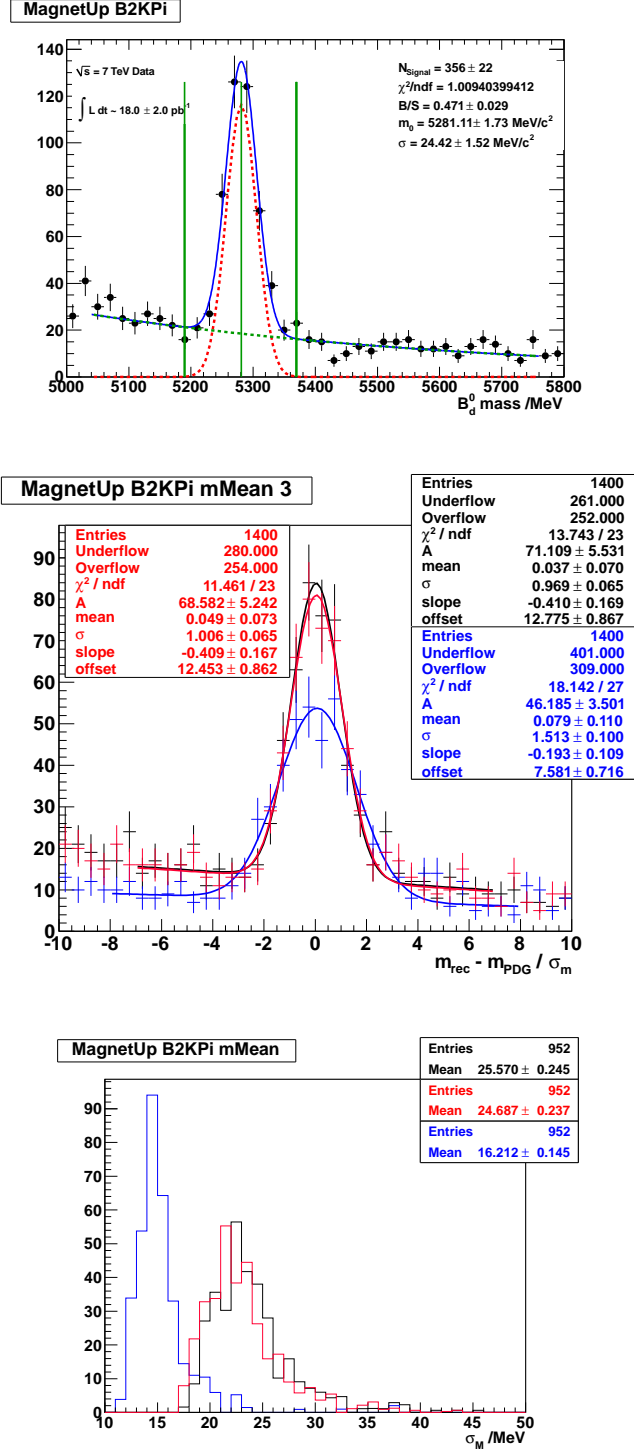 MagnetUp B2KPi
140
120
100
80
60
40
20
0
√s = 7 TeV Data
∫ L dt ~ 18.0 ± 2.0 pb⁻¹
N_Signal = 356 ± 22
χ²/ndf = 1.00940399412
B/S = 0.471 ± 0.029
m₀ = 5281.11 ± 1.73 MeV/c²
σ = 24.42 ± 1.52 MeV/c²
5000 5100 5200 5300 5400 5500 5600 5700 5800
B⁰_d mass /MeV
MagnetUp B2KPi mMean 3
Entries 1400
Underflow 261.000
Overflow 252.000
χ² / ndf 13.743 / 23
A 71.109 ± 5.531
mean 0.037 ± 0.070
σ 0.969 ± 0.065
slope -0.410 ± 0.169
offset 12.775 ± 0.867
Entries 1400
Underflow 280.000
Overflow 254.000
χ² / ndf 11.461 / 23
A 68.582 ± 5.242
mean 0.049 ± 0.073
σ 1.006 ± 0.065
slope -0.409 ± 0.167
offset 12.453 ± 0.862
Entries 1400
Underflow 401.000
Overflow 309.000
χ² / ndf 18.142 / 27
A 46.185 ± 3.501
mean 0.079 ± 0.110
σ 1.513 ± 0.100
slope -0.193 ± 0.109
offset 7.581 ± 0.716
90
80
70
60
50
40
30
20
10
0
-10 -8 -6 -4 -2 0 2 4 6 8 10
m_rec - m_PDG / σ_m
MagnetUp B2KPi mMean
Entries 952
Mean 25.570 ± 0.245
Entries 952
Mean 24.687 ± 0.237
Entries 952
Mean 16.212 ± 0.145
90
80
70
60
50
40
30
20
10
0
10 15 20 25 30 35 40 45 50
σ_M /MeV